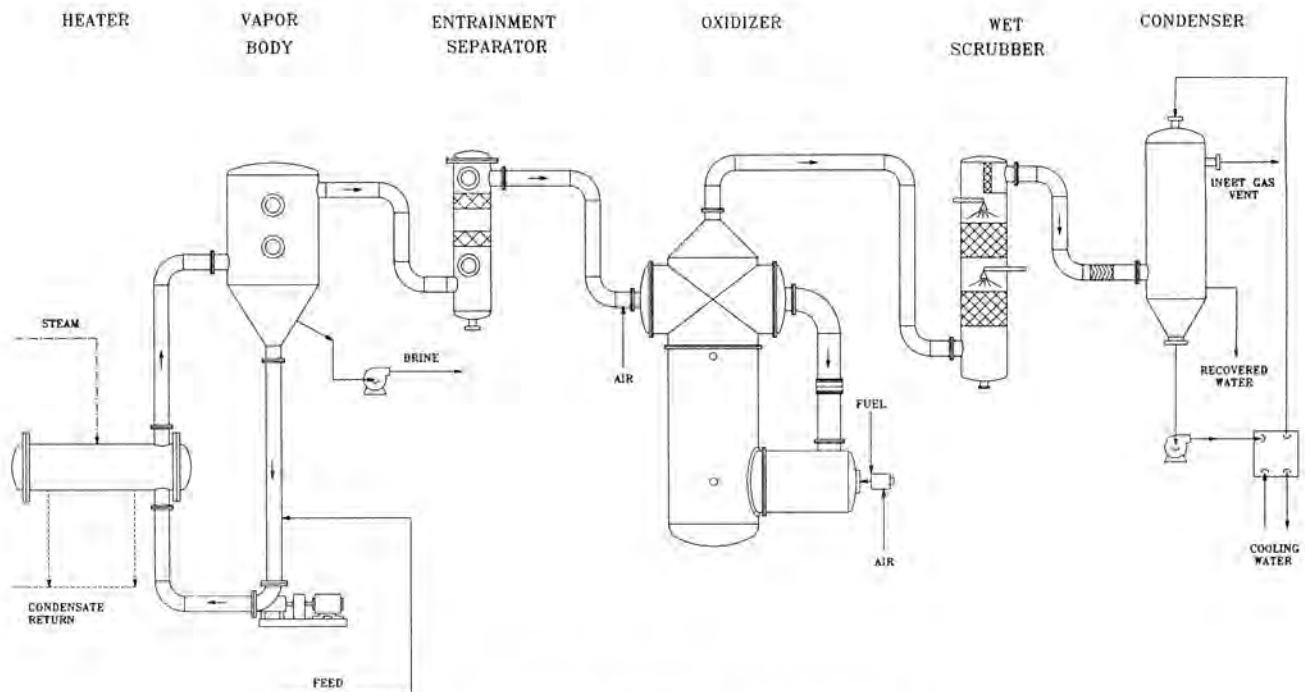 HEATER
VAPOR
BODY
ENTRAINMENT
SEPARATOR
OXIDIZER
WET
SCRUBBER
CONDENSER
INERT GAS
VENT
STEAM
BRINE
AIR
RECOVERED
WATER
FUEL
AIR
COOLING
WATER
CONDENSATE
RETURN
FEED